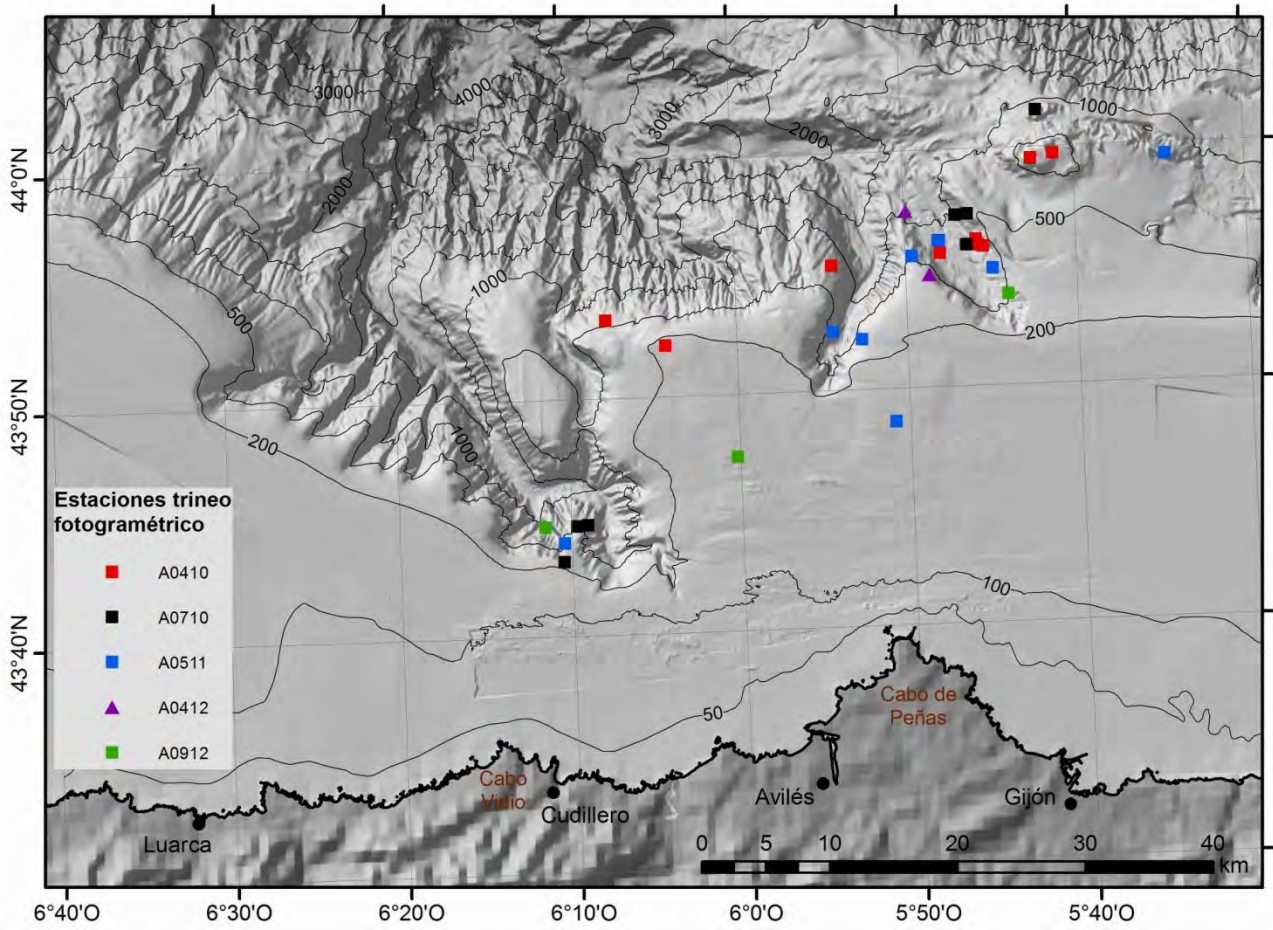 3000
4000
3000
2000
1000
2000
500
1000
500
200
1000
200
44°0'N
43°50'N
43°40'N
Estaciones trineo
fotogramétrico
A0410
A0710
A0511
A0412
A0912
100
50
Cabo de
Peñas
Cabo
Vidio
Cudillero
Avilés
Gijón
Luarca
0 5 10 20 30 40
km
6°40'O 6°30'O 6°20'O 6°10'O 6°0'O 5°50'O 5°40'O